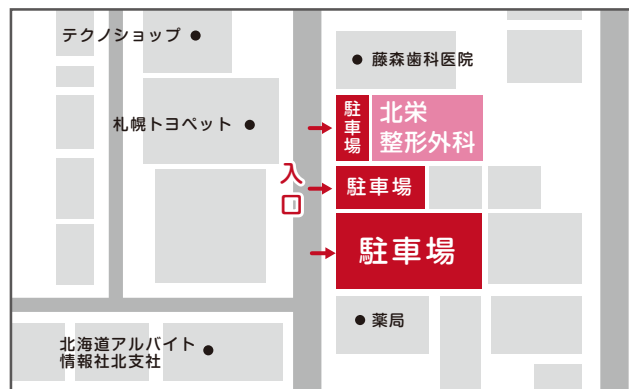 テクノショップ
藤森歯科医院
札幌トヨペット
駐車場
北栄
整形外科
入口
駐車場
駐車場
薬局
北海道アルバイト
情報社北支社